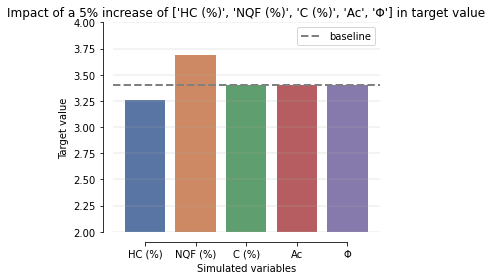 Impact of a 5% increase of ['HC (%)', 'NQF (%)', 'C (%)', 'Ac', 'Φ'] in target value
4.00
3.75
3.50
3.25
3.00
2.75
2.50
2.25
2.00
Target value
baseline
HC (%) NQF (%) C (%) Ac Φ
Simulated variables